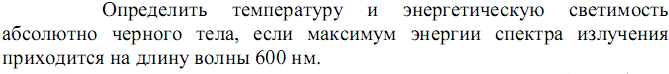 Определить температуру и энергетическую светимость
абсолютно черного тела, если максимум энергии спектра излучения
приходится на длину волны 600 нм.